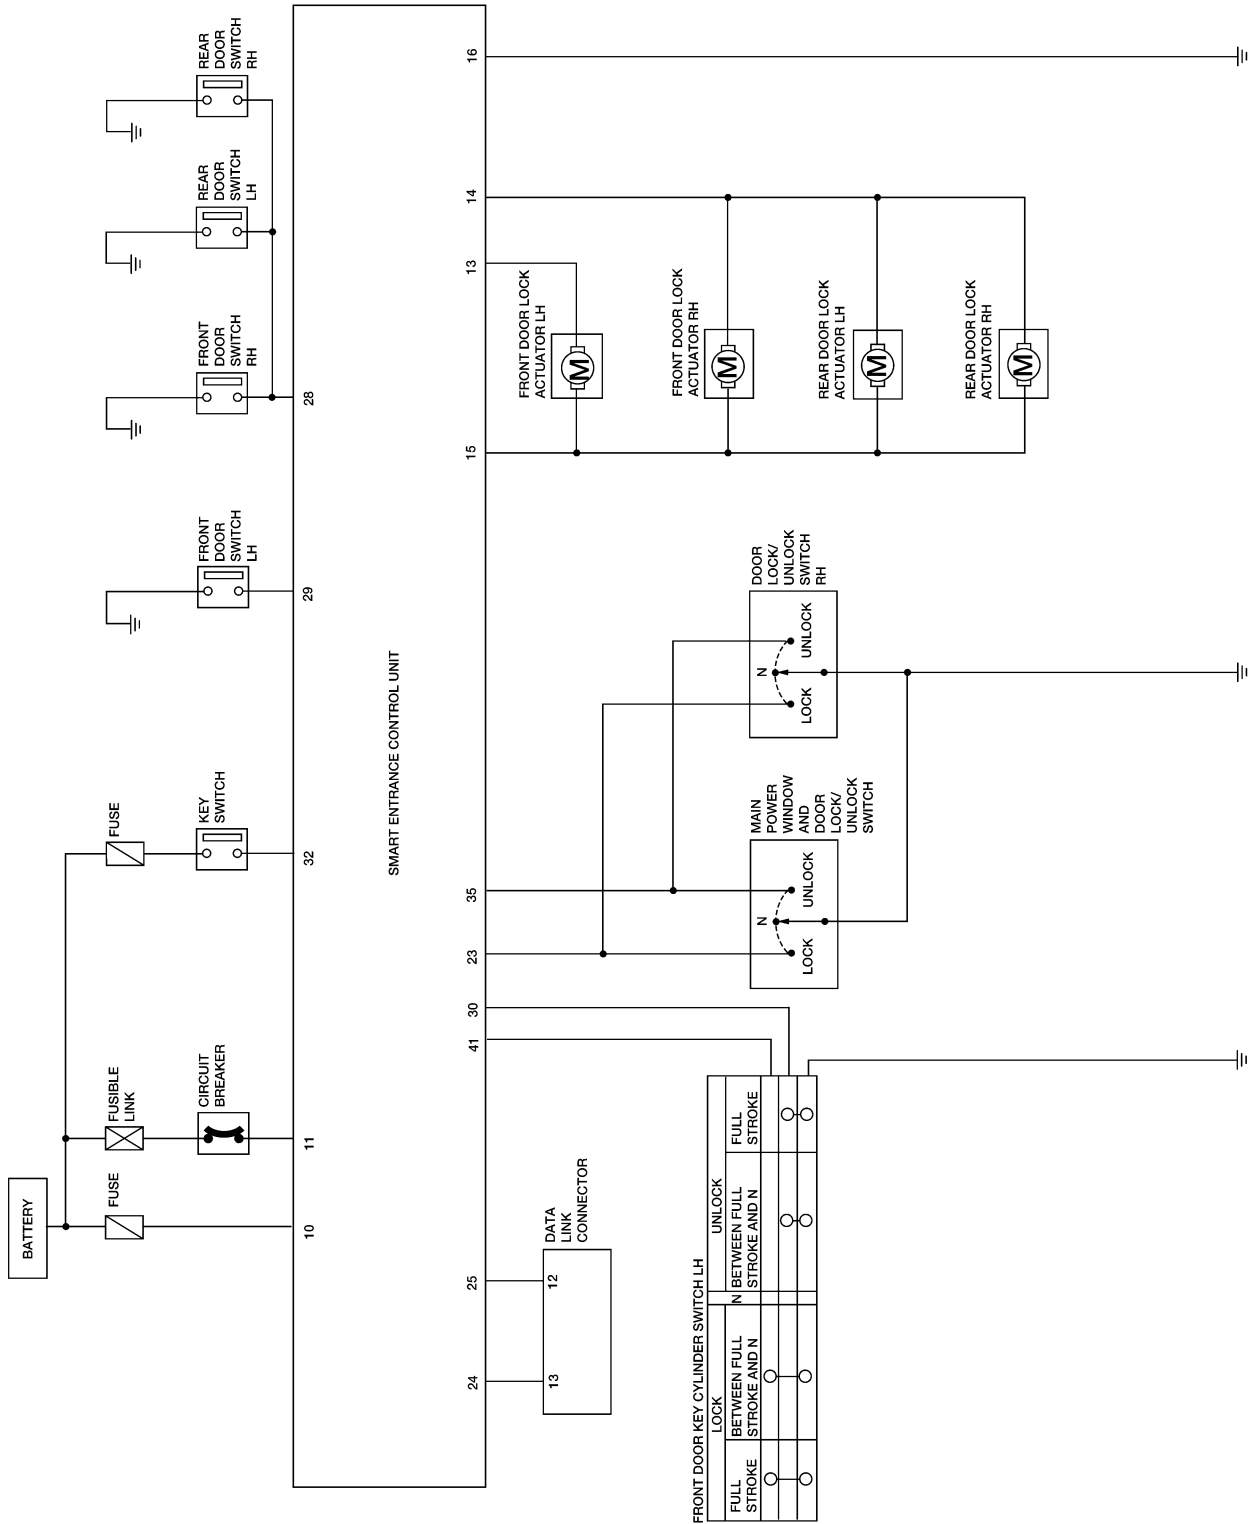 BATTERY
FUSE
FUSIBLE
LINK
FUSE
CIRCUIT
BREAKER
KEY
SWITCH
FRONT
DOOR
SWITCH
LH
FRONT
DOOR
SWITCH
RH
REAR
DOOR
SWITCH
LH
REAR
DOOR
SWITCH
RH
10
11
32
29
28
SMART ENTRANCE CONTROL UNIT
24
25
41
30
23
35
15
13
14
16
13
12
DATA
LINK
CONNECTOR
FRONT DOOR LOCK
ACTUATOR LH
M
FRONT DOOR LOCK
ACTUATOR RH
M
REAR DOOR LOCK
ACTUATOR LH
M
REAR DOOR LOCK
ACTUATOR RH
M
MAIN
POWER
WINDOW
AND
DOOR
LOCK/
UNLOCK
SWITCH
N
LOCK
UNLOCK
DOOR
LOCK/
UNLOCK
SWITCH
RH
N
LOCK
UNLOCK
FRONT DOOR KEY CYLINDER SWITCH LH
LOCK
N
UNLOCK
FULL
STROKE
BETWEEN FULL
STROKE AND N
BETWEEN FULL
STROKE AND N
FULL
STROKE